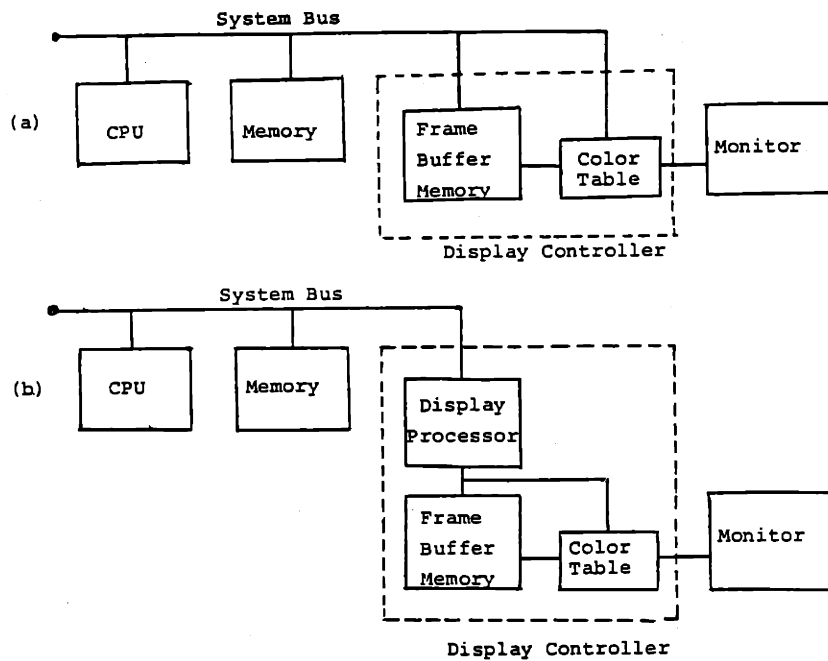 System Bus
(a)
CPU
Memory
Frame
Buffer
Memory
Color
Table
Monitor
Display Controller
System Bus
(b)
CPU
Memory
Display
Processor
Frame
Buffer
Memory
Color
Table
Monitor
Display Controller